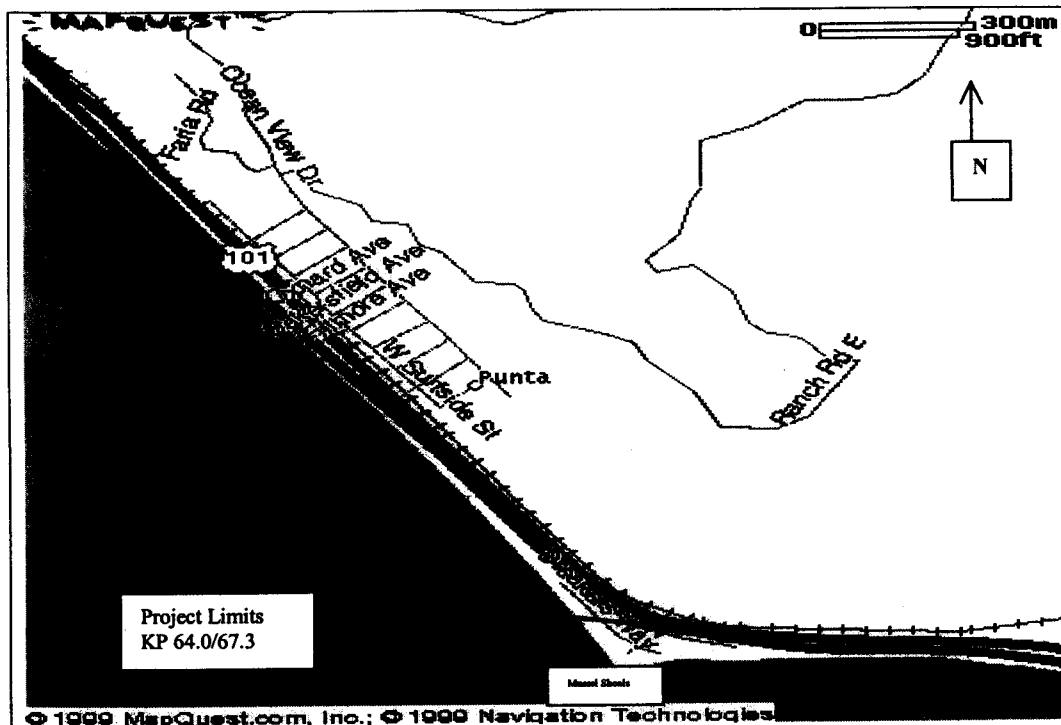 MAPQUEST
0 300m
900ft
N
Ocean View Dr.
Faria Rd
101
Ave
Ave
Ave
W Surfside St
Punta
Ranch Rd E
Project Limits
KP 64.0/67.3
Mussel Shoals
© 1999 MapQuest.com, Inc.; © 1999 Navigation Technologies